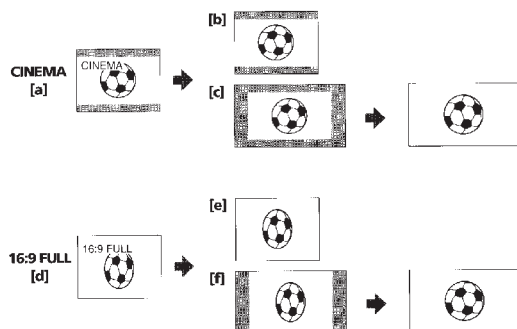 [b]
CINEMA
CINEMA
[a]
[c]
[e]
16:9 FULL
16:9 FULL
[d]
[f]